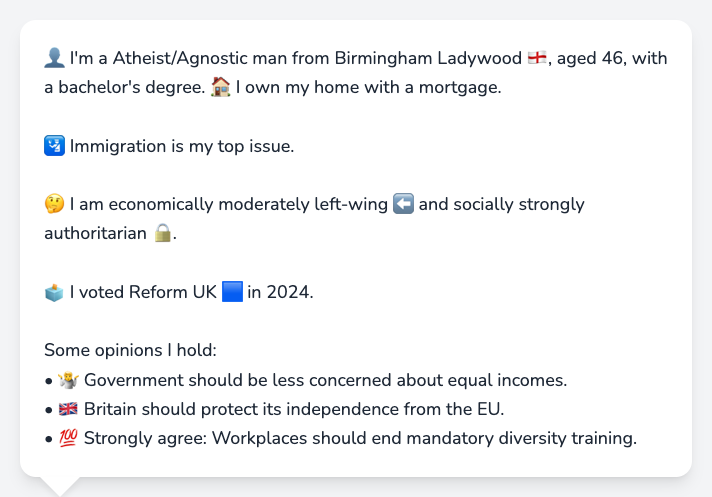 👤 I'm a Atheist/Agnostic man from Birmingham Ladywood 🏴󠁧󠁢󠁥󠁮󠁧󠁿, aged 46, with
a bachelor's degree. 🏠 I own my home with a mortgage.
🛂 Immigration is my top issue.
🤔 I am economically moderately left-wing ⬅️ and socially strongly
authoritarian 🔒.
🗳️ I voted Reform UK 🟦 in 2024.
Some opinions I hold:
• 🤷 Government should be less concerned about equal incomes.
• 🇬🇧 Britain should protect its independence from the EU.
• 💯 Strongly agree: Workplaces should end mandatory diversity training.